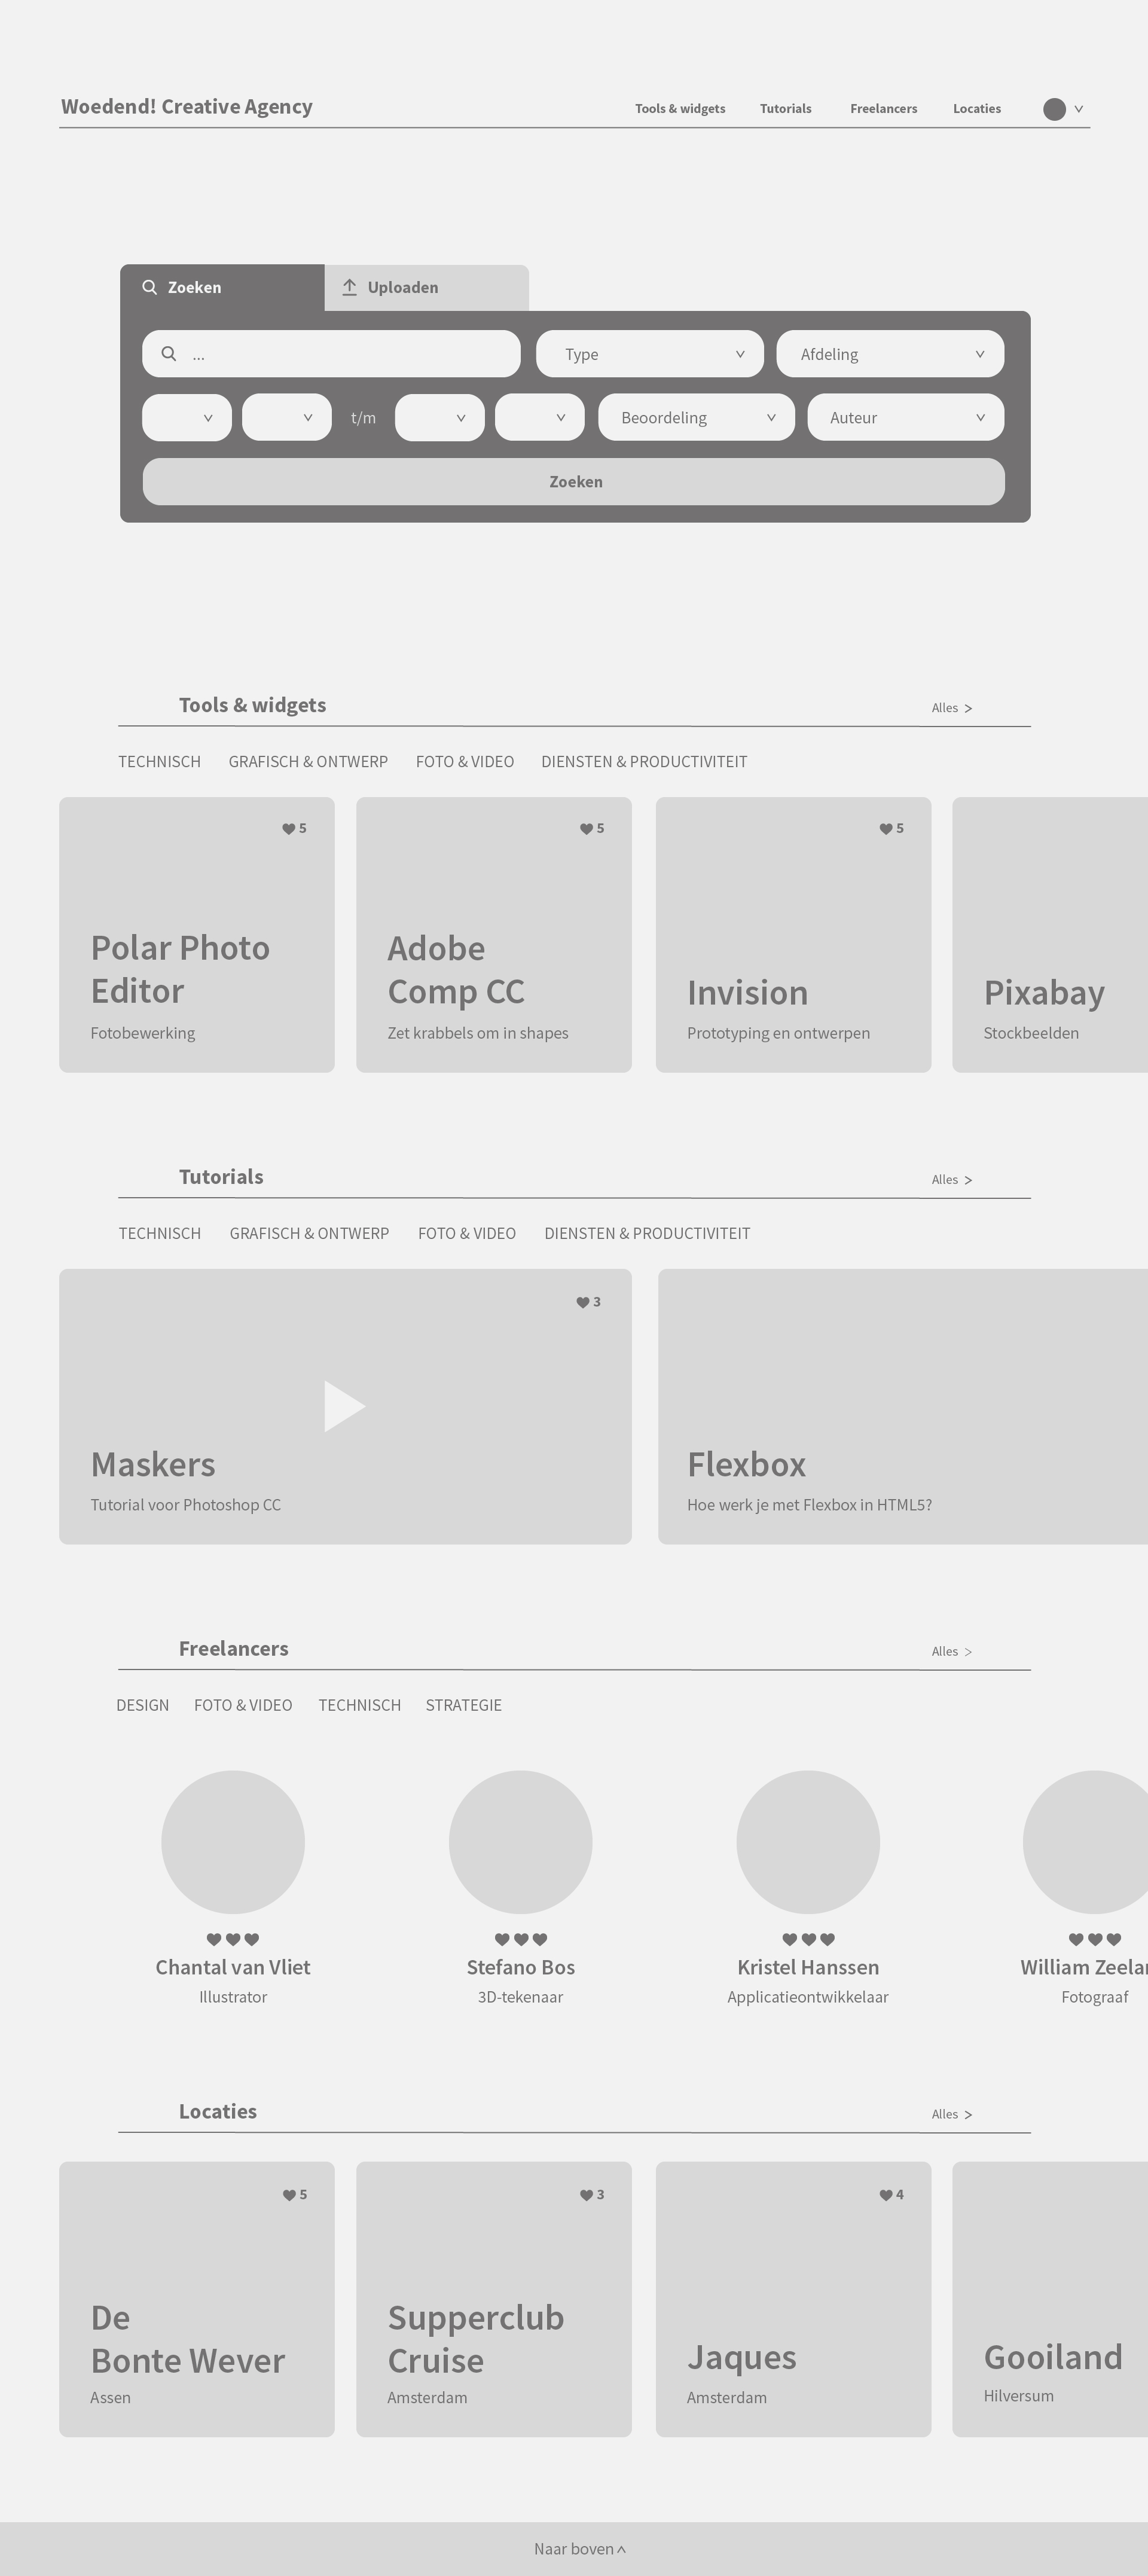 Woedend! Creative Agency
Tools & widgets Tutorials Freelancers Locaties
Zoeken Uploaden
... Type Afdeling
t/m Beoordeling Auteur
Zoeken
Tools & widgets Alles >
TECHNISCH GRAFISCH & ONTWERP FOTO & VIDEO DIENSTEN & PRODUCTIVITEIT
5
Polar Photo
Editor
Fotobewerking
5
Adobe
Comp CC
Zet krabbels om in shapes
5
Invision
Prototyping en ontwerpen
Pixabay
Stockbeelden
Tutorials Alles >
TECHNISCH GRAFISCH & ONTWERP FOTO & VIDEO DIENSTEN & PRODUCTIVITEIT
3
Maskers
Tutorial voor Photoshop CC
Flexbox
Hoe werk je met Flexbox in HTML5?
Freelancers Alles >
DESIGN FOTO & VIDEO TECHNISCH STRATEGIE
Chantal van Vliet
Illustrator
Stefano Bos
3D-tekenaar
Kristel Hanssen
Applicatieontwikkelaar
William
Fotograaf
Locaties Alles >
5
De
Bonte Wever
Assen
3
Supperclub
Cruise
Amsterdam
4
Jaques
Amsterdam
Gooiland
Hilversum
Naar boven